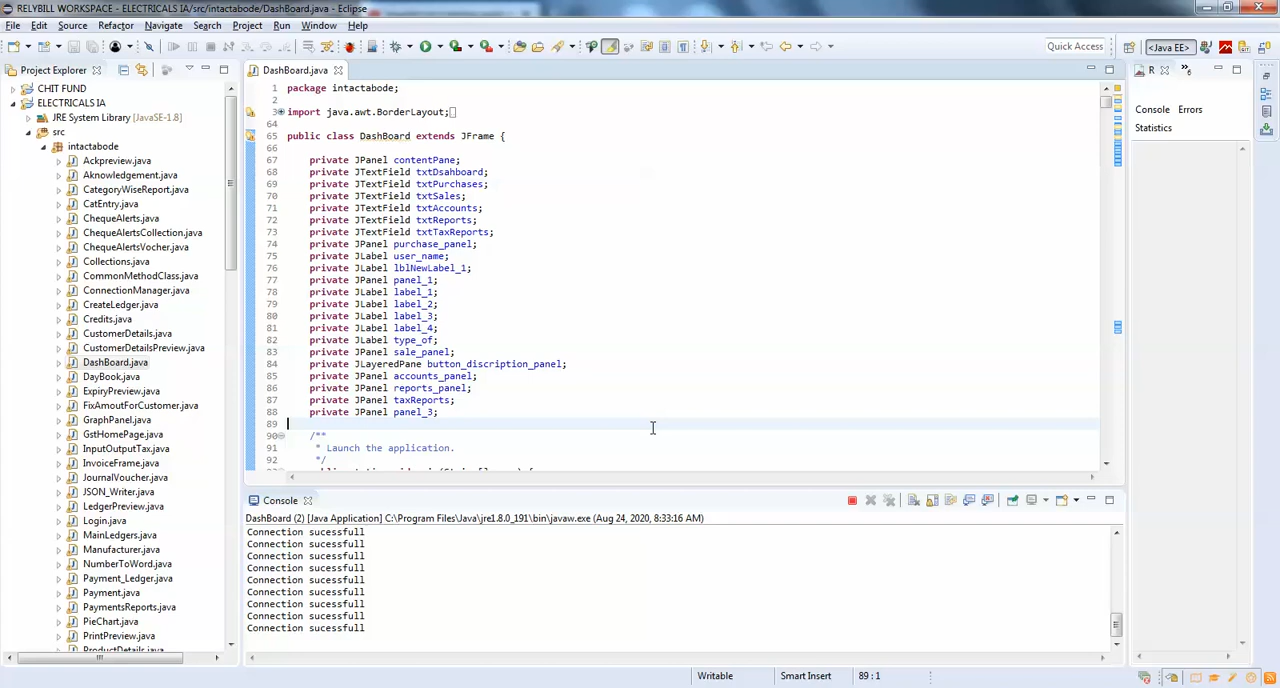 RELYBILL WORKSPACE - ELECTRICALS IA/src/intactabode/DashBoard.java - Eclipse
File Edit Source Refactor Navigate Search Project Run Window Help
Quick Access
<Java EE>
Project Explorer
CHIT FUND
ELECTRICALS IA
JRE System Library [JavaSE-1.8]
src
intactabode
Ackpreview.java
Aknowledgement.java
CategoryWiseReport.java
CatEntry.java
ChequeAlerts.java
ChequeAlertsCollection.java
ChequeAlertsVocher.java
Collections.java
CommonMethodClass.java
ConnectionManager.java
CreateLedger.java
Credits.java
CustomerDetails.java
CustomerDetailsPreview.java
DashBoard.java
DayBook.java
ExpiryPreview.java
FixAmoutForCustomer.java
GraphPanel.java
GstHomePage.java
InputOutputTax.java
InvoiceFrame.java
JournalVoucher.java
JSON_Writer.java
LedgerPreview.java
Login.java
MainLedgers.java
Manufacturer.java
NumberToWord.java
Payment_Ledger.java
Payment.java
PaymentsReports.java
PieChart.java
PrintPreview.java
ProductDetails.java
DashBoard.java
1 package intactabode;
2
3 import java.awt.BorderLayout;
64
65 public class DashBoard extends JFrame {
66
67 private JPanel contentPane;
68 private JTextField txtDsahboard;
69 private JTextField txtPurchases;
70 private JTextField txtSales;
71 private JTextField txtAccounts;
72 private JTextField txtReports;
73 private JTextField txtTaxReports;
74 private JPanel purchase_panel;
75 private JLabel user_name;
76 private JLabel lblNewLabel_1;
77 private JPanel panel_1;
78 private JLabel label_1;
79 private JLabel label_2;
80 private JLabel label_3;
81 private JLabel label_4;
82 private JLabel type_of;
83 private JPanel sale_panel;
84 private JLayeredPane button_discription_panel;
85 private JPanel accounts_panel;
86 private JPanel reports_panel;
87 private JPanel taxReports;
88 private JPanel panel_3;
89
90 /**
91 * Launch the application.
92 */
R
Console Errors
Statistics
Console
DashBoard (2) [Java Application] C:\Program Files\Java\jre1.8.0_191\bin\javaw.exe (Aug 24, 2020, 8:33:16 AM)
Connection sucessfull
Connection sucessfull
Connection sucessfull
Connection sucessfull
Connection sucessfull
Connection sucessfull
Connection sucessfull
Connection sucessfull
Connection sucessfull
Writable Smart Insert 89 : 1